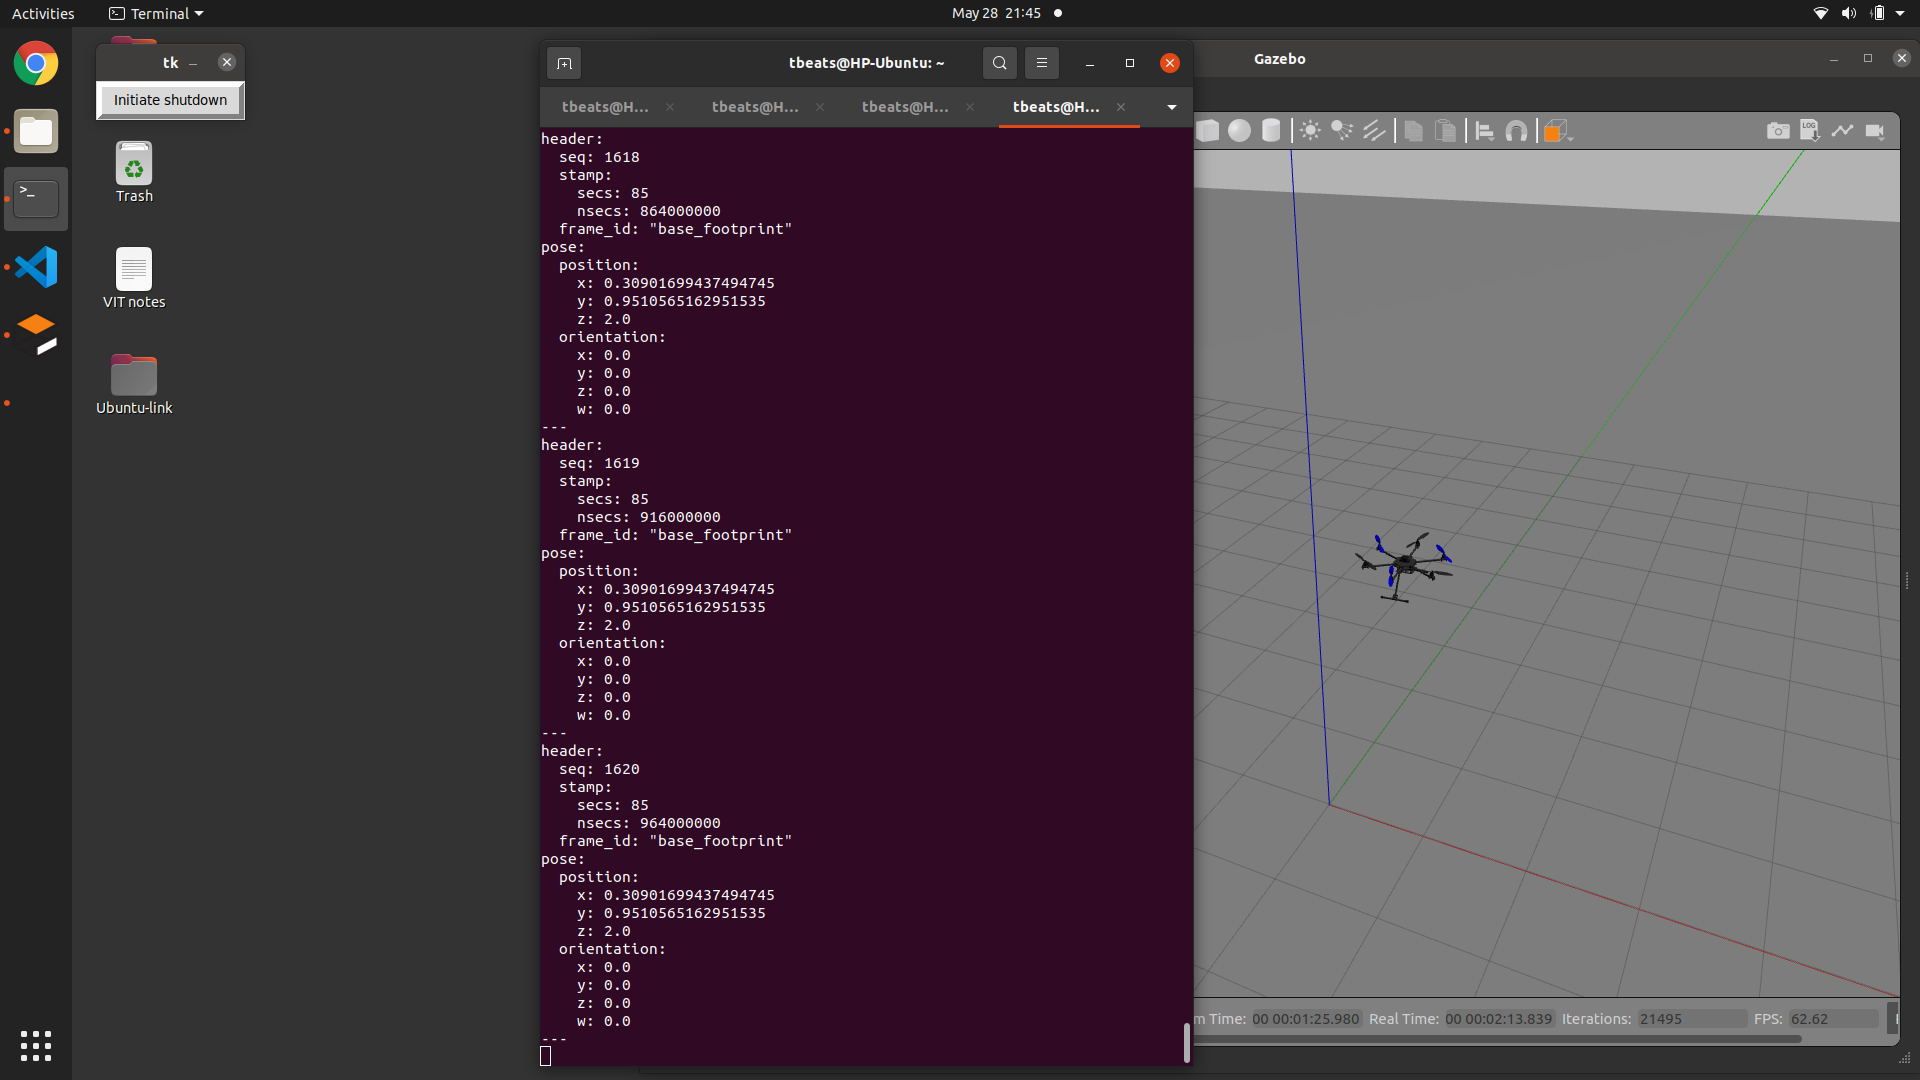 Activities
Terminal
May 28 21:45
tk
Initiate shutdown
Trash
VIT notes
Ubuntu-link
tbeats@HP-Ubuntu: ~
tbeats@H...
tbeats@H...
tbeats@H...
tbeats@H...
header:
seq: 1618
stamp:
secs: 85
nsecs: 864000000
frame_id: "base_footprint"
pose:
position:
x: 0.30901699437494745
y: 0.9510565162951535
z: 2.0
orientation:
x: 0.0
y: 0.0
z: 0.0
w: 0.0
---
header:
seq: 1619
stamp:
secs: 85
nsecs: 916000000
frame_id: "base_footprint"
pose:
position:
x: 0.30901699437494745
y: 0.9510565162951535
z: 2.0
orientation:
x: 0.0
y: 0.0
z: 0.0
w: 0.0
---
header:
seq: 1620
stamp:
secs: 85
nsecs: 964000000
frame_id: "base_footprint"
pose:
position:
x: 0.30901699437494745
y: 0.9510565162951535
z: 2.0
orientation:
x: 0.0
y: 0.0
z: 0.0
w: 0.0
---
Gazebo
LOG
m Time: 00 00:01:25.980 Real Time: 00 00:02:13.839 Iterations: 21495 FPS: 62.62